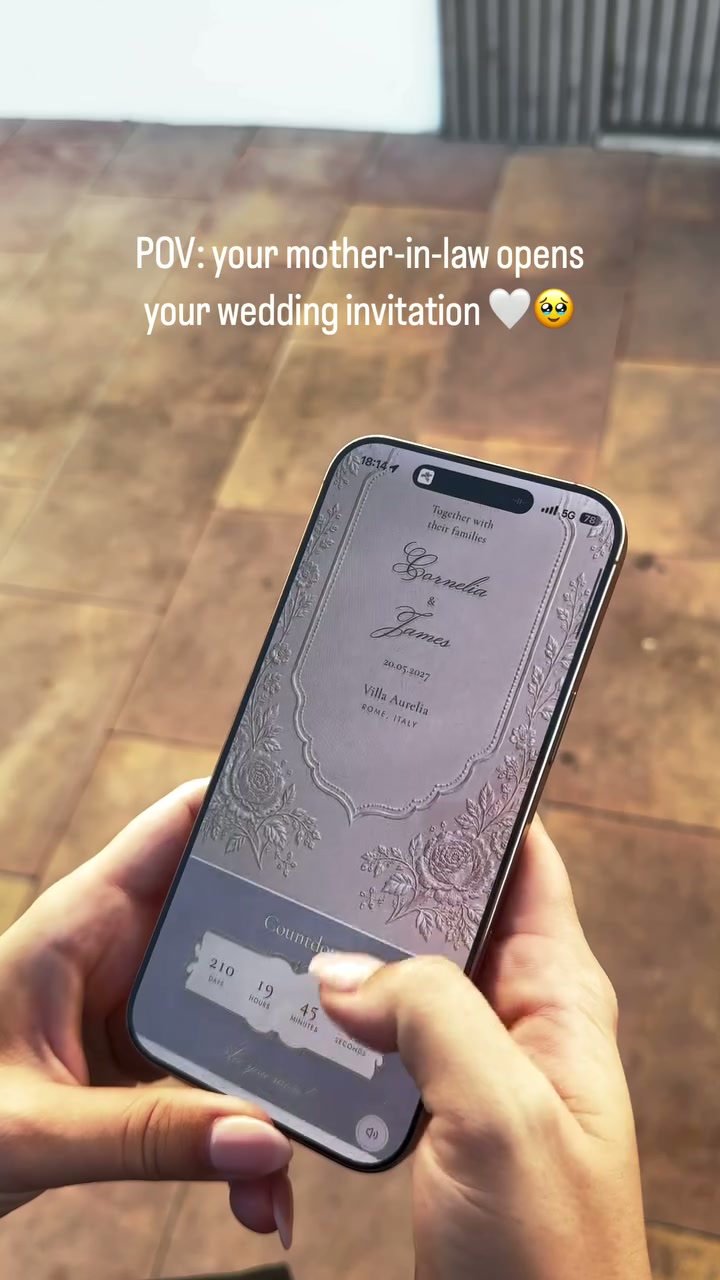 POV: your mother-in-law opens
your wedding invitation 🤍🥹
18:14
5G 78
Together with
their families
Cornelia
&
James
20.05.2027
Villa Aurelia
ROME, ITALY
210 19 45
DAYS HOURS MINUTES SECONDS